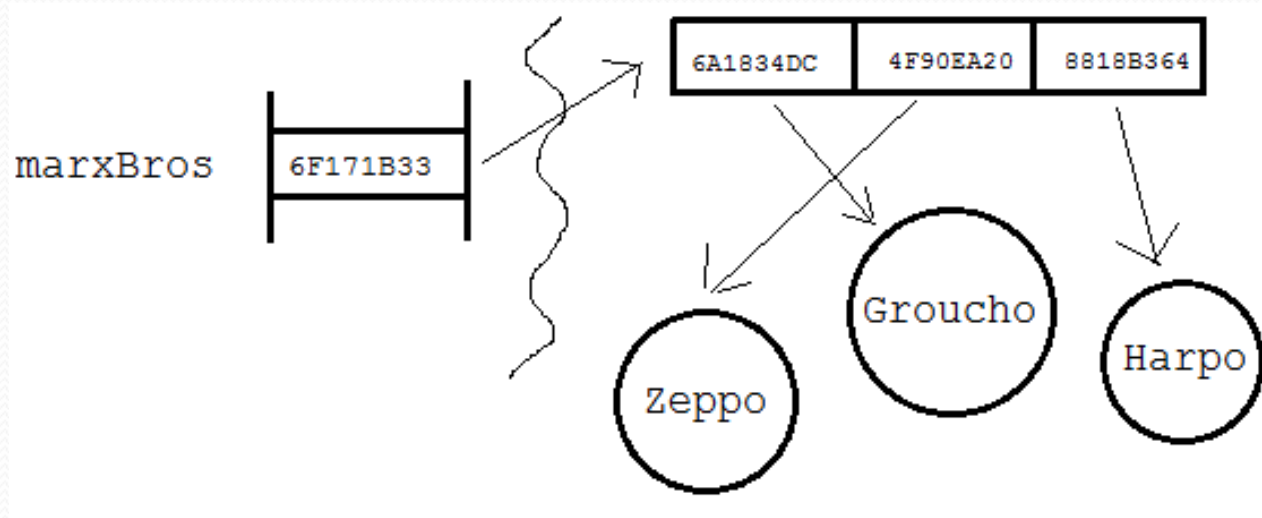 6A1834DC 4F90EA20 8818B364
marxBros 6F171B33
Groucho
Harpo
Zeppo